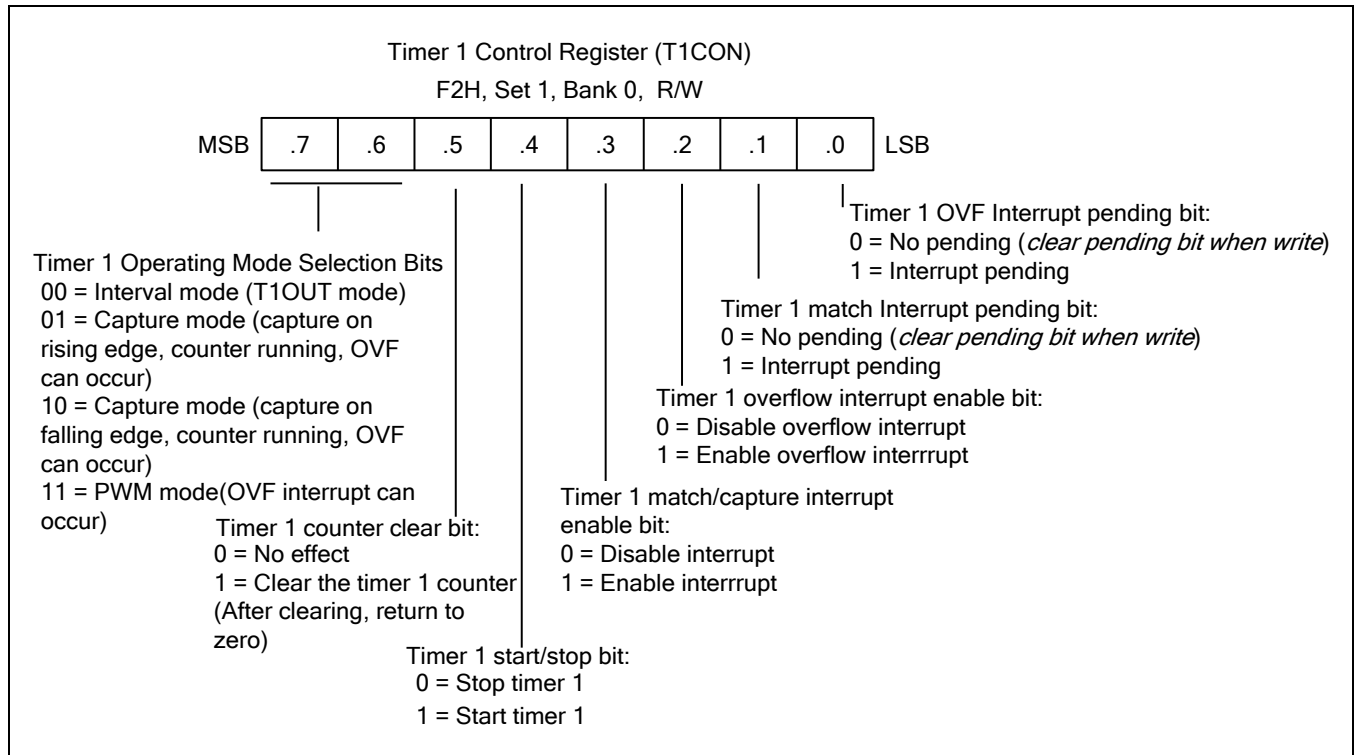 Timer 1 Control Register (T1CON)
F2H, Set 1, Bank 0, R/W
MSB .7 .6 .5 .4 .3 .2 .1 .0 LSB
Timer 1 OVF Interrupt pending bit:
0 = No pending (clear pending bit when write)
1 = Interrupt pending
Timer 1 match Interrupt pending bit:
0 = No pending (clear pending bit when write)
1 = Interrupt pending
Timer 1 overflow interrupt enable bit:
0 = Disable overflow interrupt
1 = Enable overflow interrrupt
Timer 1 match/capture interrupt
enable bit:
0 = Disable interrupt
1 = Enable interrrupt
Timer 1 start/stop bit:
0 = Stop timer 1
1 = Start timer 1
Timer 1 counter clear bit:
0 = No effect
1 = Clear the timer 1 counter
(After clearing, return to
zero)
Timer 1 Operating Mode Selection Bits
00 = Interval mode (T1OUT mode)
01 = Capture mode (capture on
rising edge, counter running, OVF
can occur)
10 = Capture mode (capture on
falling edge, counter running, OVF
can occur)
11 = PWM mode(OVF interrupt can
occur)